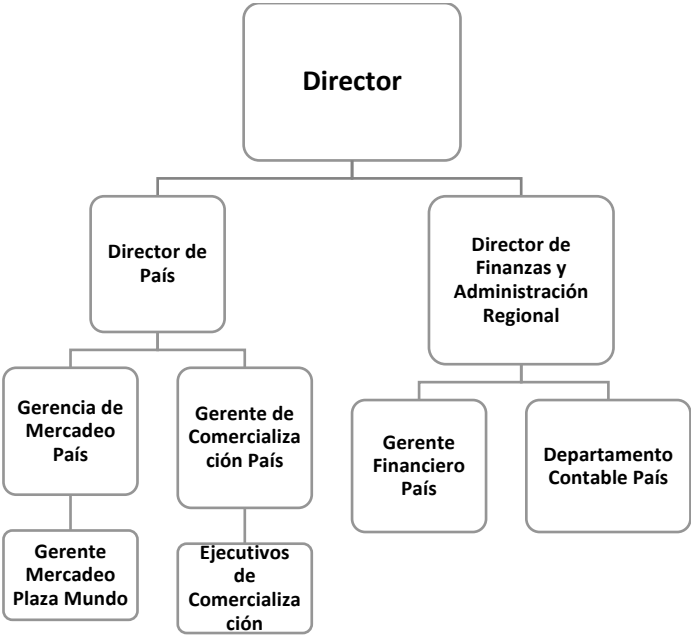 Director
Director de
País
Director de
Finanzas y
Administración
Regional
Gerencia de
Mercadeo
País
Gerente de
Comercializa
ción País
Gerente
Financiero
País
Departamento
Contable País
Gerente
Mercadeo
Plaza Mundo
Ejecutivos
de
Comercializa
ción